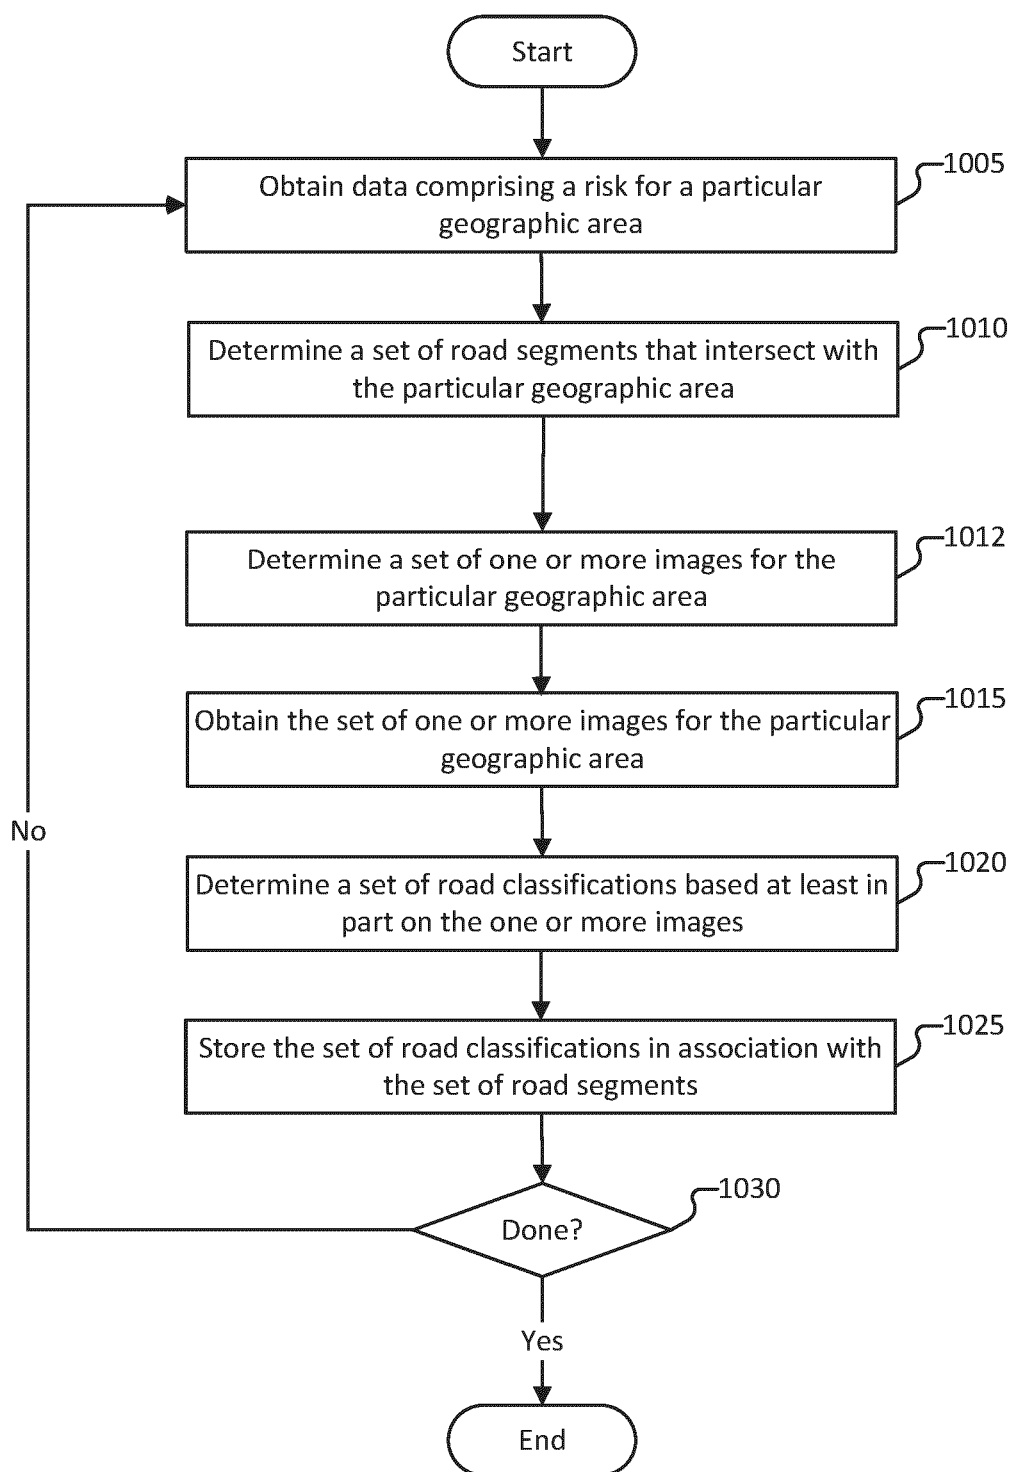 Start
1005
Obtain data comprising a risk for a particular
geographic area
1010
Determine a set of road segments that intersect with
the particular geographic area
1012
Determine a set of one or more images for the
particular geographic area
1015
Obtain the set of one or more images for the particular
geographic area
No
1020
Determine a set of road classifications based at least in
part on the one or more images
1025
Store the set of road classifications in association with
the set of road segments
1030
Done?
Yes
End